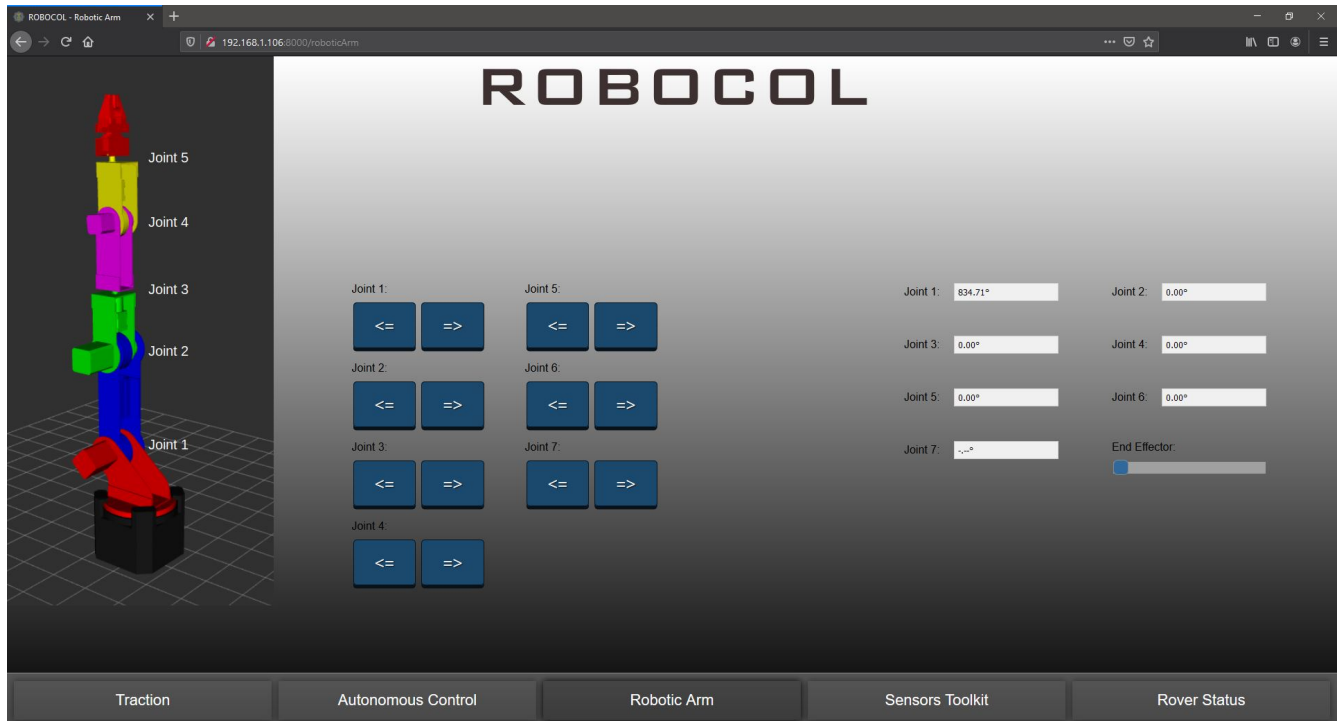 ROBOCOL - Robotic Arm
192.168.1.106:8000/roboticArm
ROBOCOL
Joint 5
Joint 4
Joint 3
Joint 2
Joint 1
Joint 1:
<= =>
Joint 2:
<= =>
Joint 3:
<= =>
Joint 4:
<= =>
Joint 5:
<= =>
Joint 6:
<= =>
Joint 7:
<= =>
Joint 1: 834.71° Joint 2: 0.00°
Joint 3: 0.00° Joint 4: 0.00°
Joint 5: 0.00° Joint 6: 0.00°
Joint 7: -.--° End Effector:
Traction Autonomous Control Robotic Arm Sensors Toolkit Rover Status